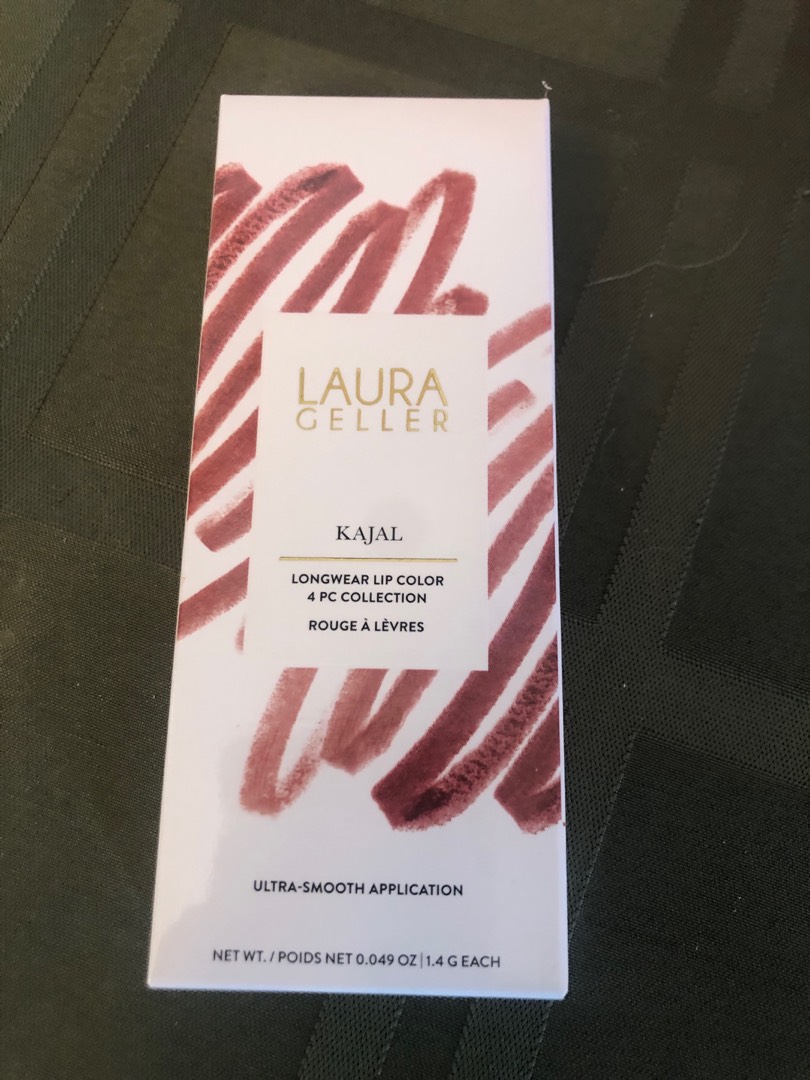 LAURA
GELLER
KAJAL
LONGWEAR LIP COLOR
4 PC COLLECTION
ROUGE À LÈVRES
ULTRA-SMOOTH APPLICATION
NET WT. / POIDS NET 0.049 OZ | 1.4 G EACH